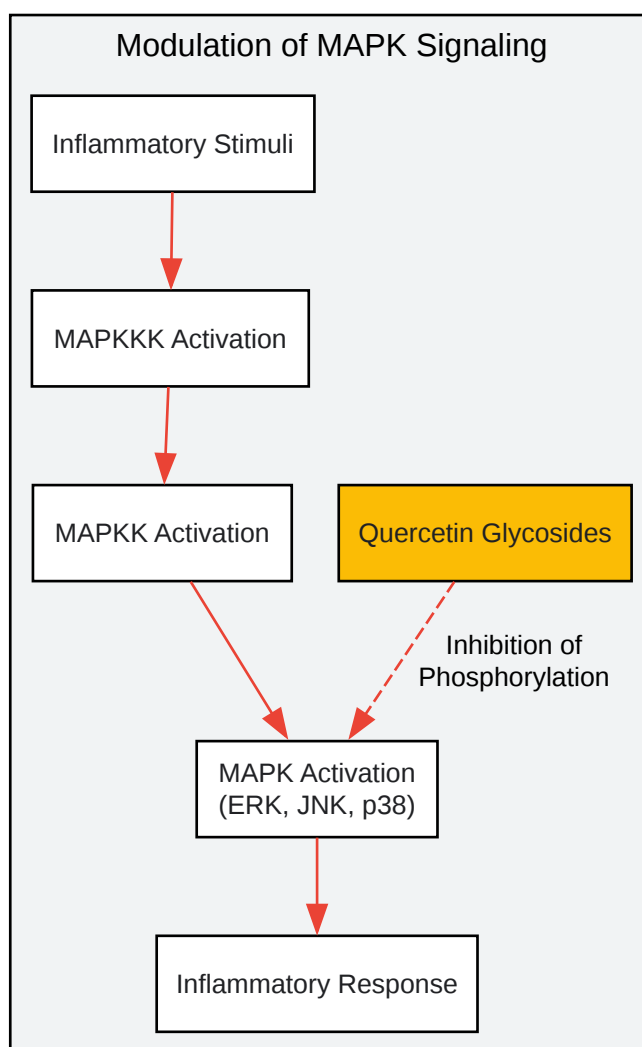 Modulation of MAPK Signaling
Inflammatory Stimuli
MAPKKK Activation
MAPKK Activation
Quercetin Glycosides
Inhibition of
Phosphorylation
MAPK Activation
(ERK, JNK, p38)
Inflammatory Response